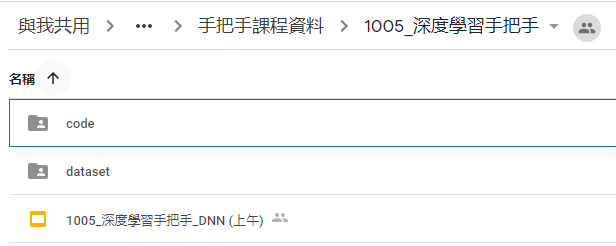 與我共用 > ••• > 手把手課程資料 > 1005_深度學習手把手
名稱 ↑
code
dataset
1005_深度學習手把手_DNN (上午)